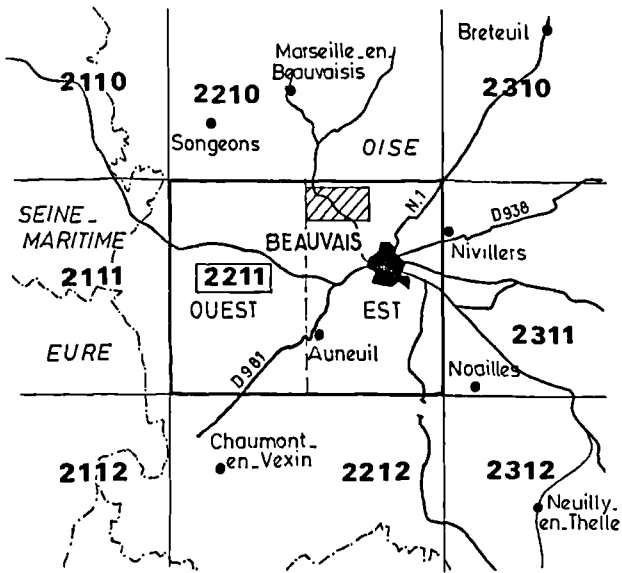 Breteuil
Marseille_en_
Beauvaisis
2110
2210
2310
Songeons
OISE
N.1
D938
SEINE_
MARITIME
BEAUVAIS
Nivillers
2111
2211
OUEST
EST
2311
EURE
Auneuil
D981
Noailles
Chaumont_
en_Vexin
2112
2212
2312
Neuilly_
en_Thelle